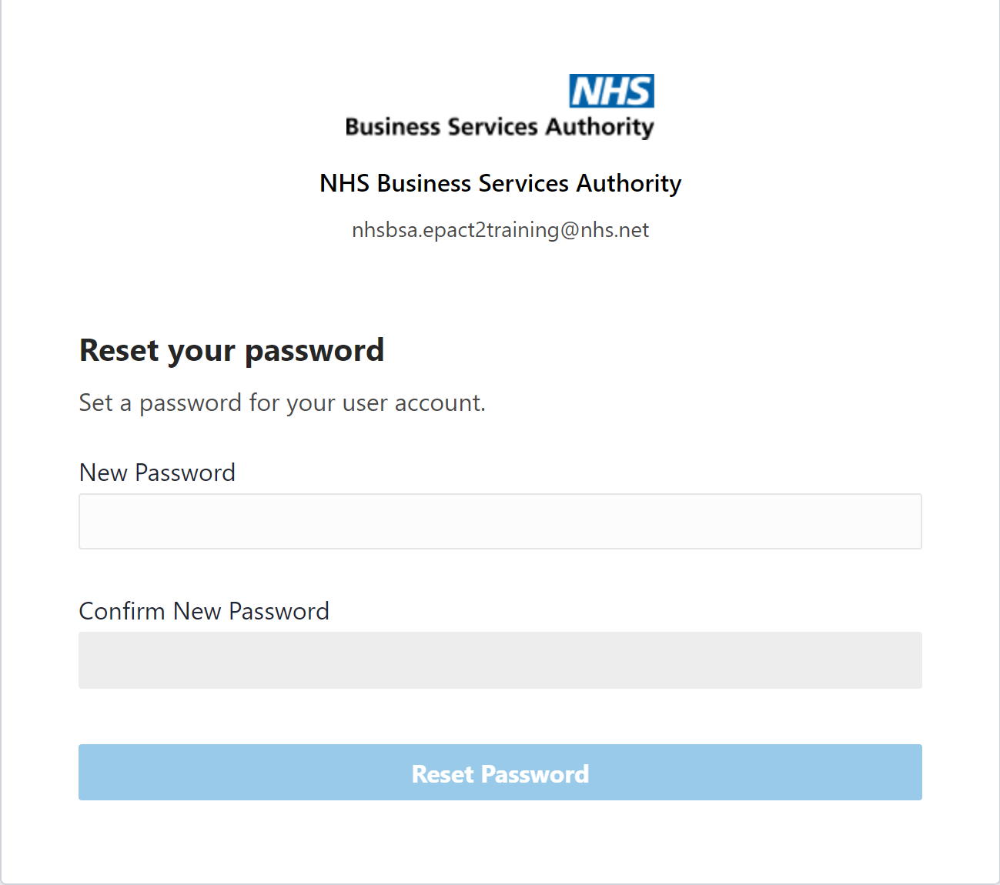 NHS
Business Services Authority
NHS Business Services Authority
nhsbsa.epact2training@nhs.net
Reset your password
Set a password for your user account.
New Password
Confirm New Password
Reset Password